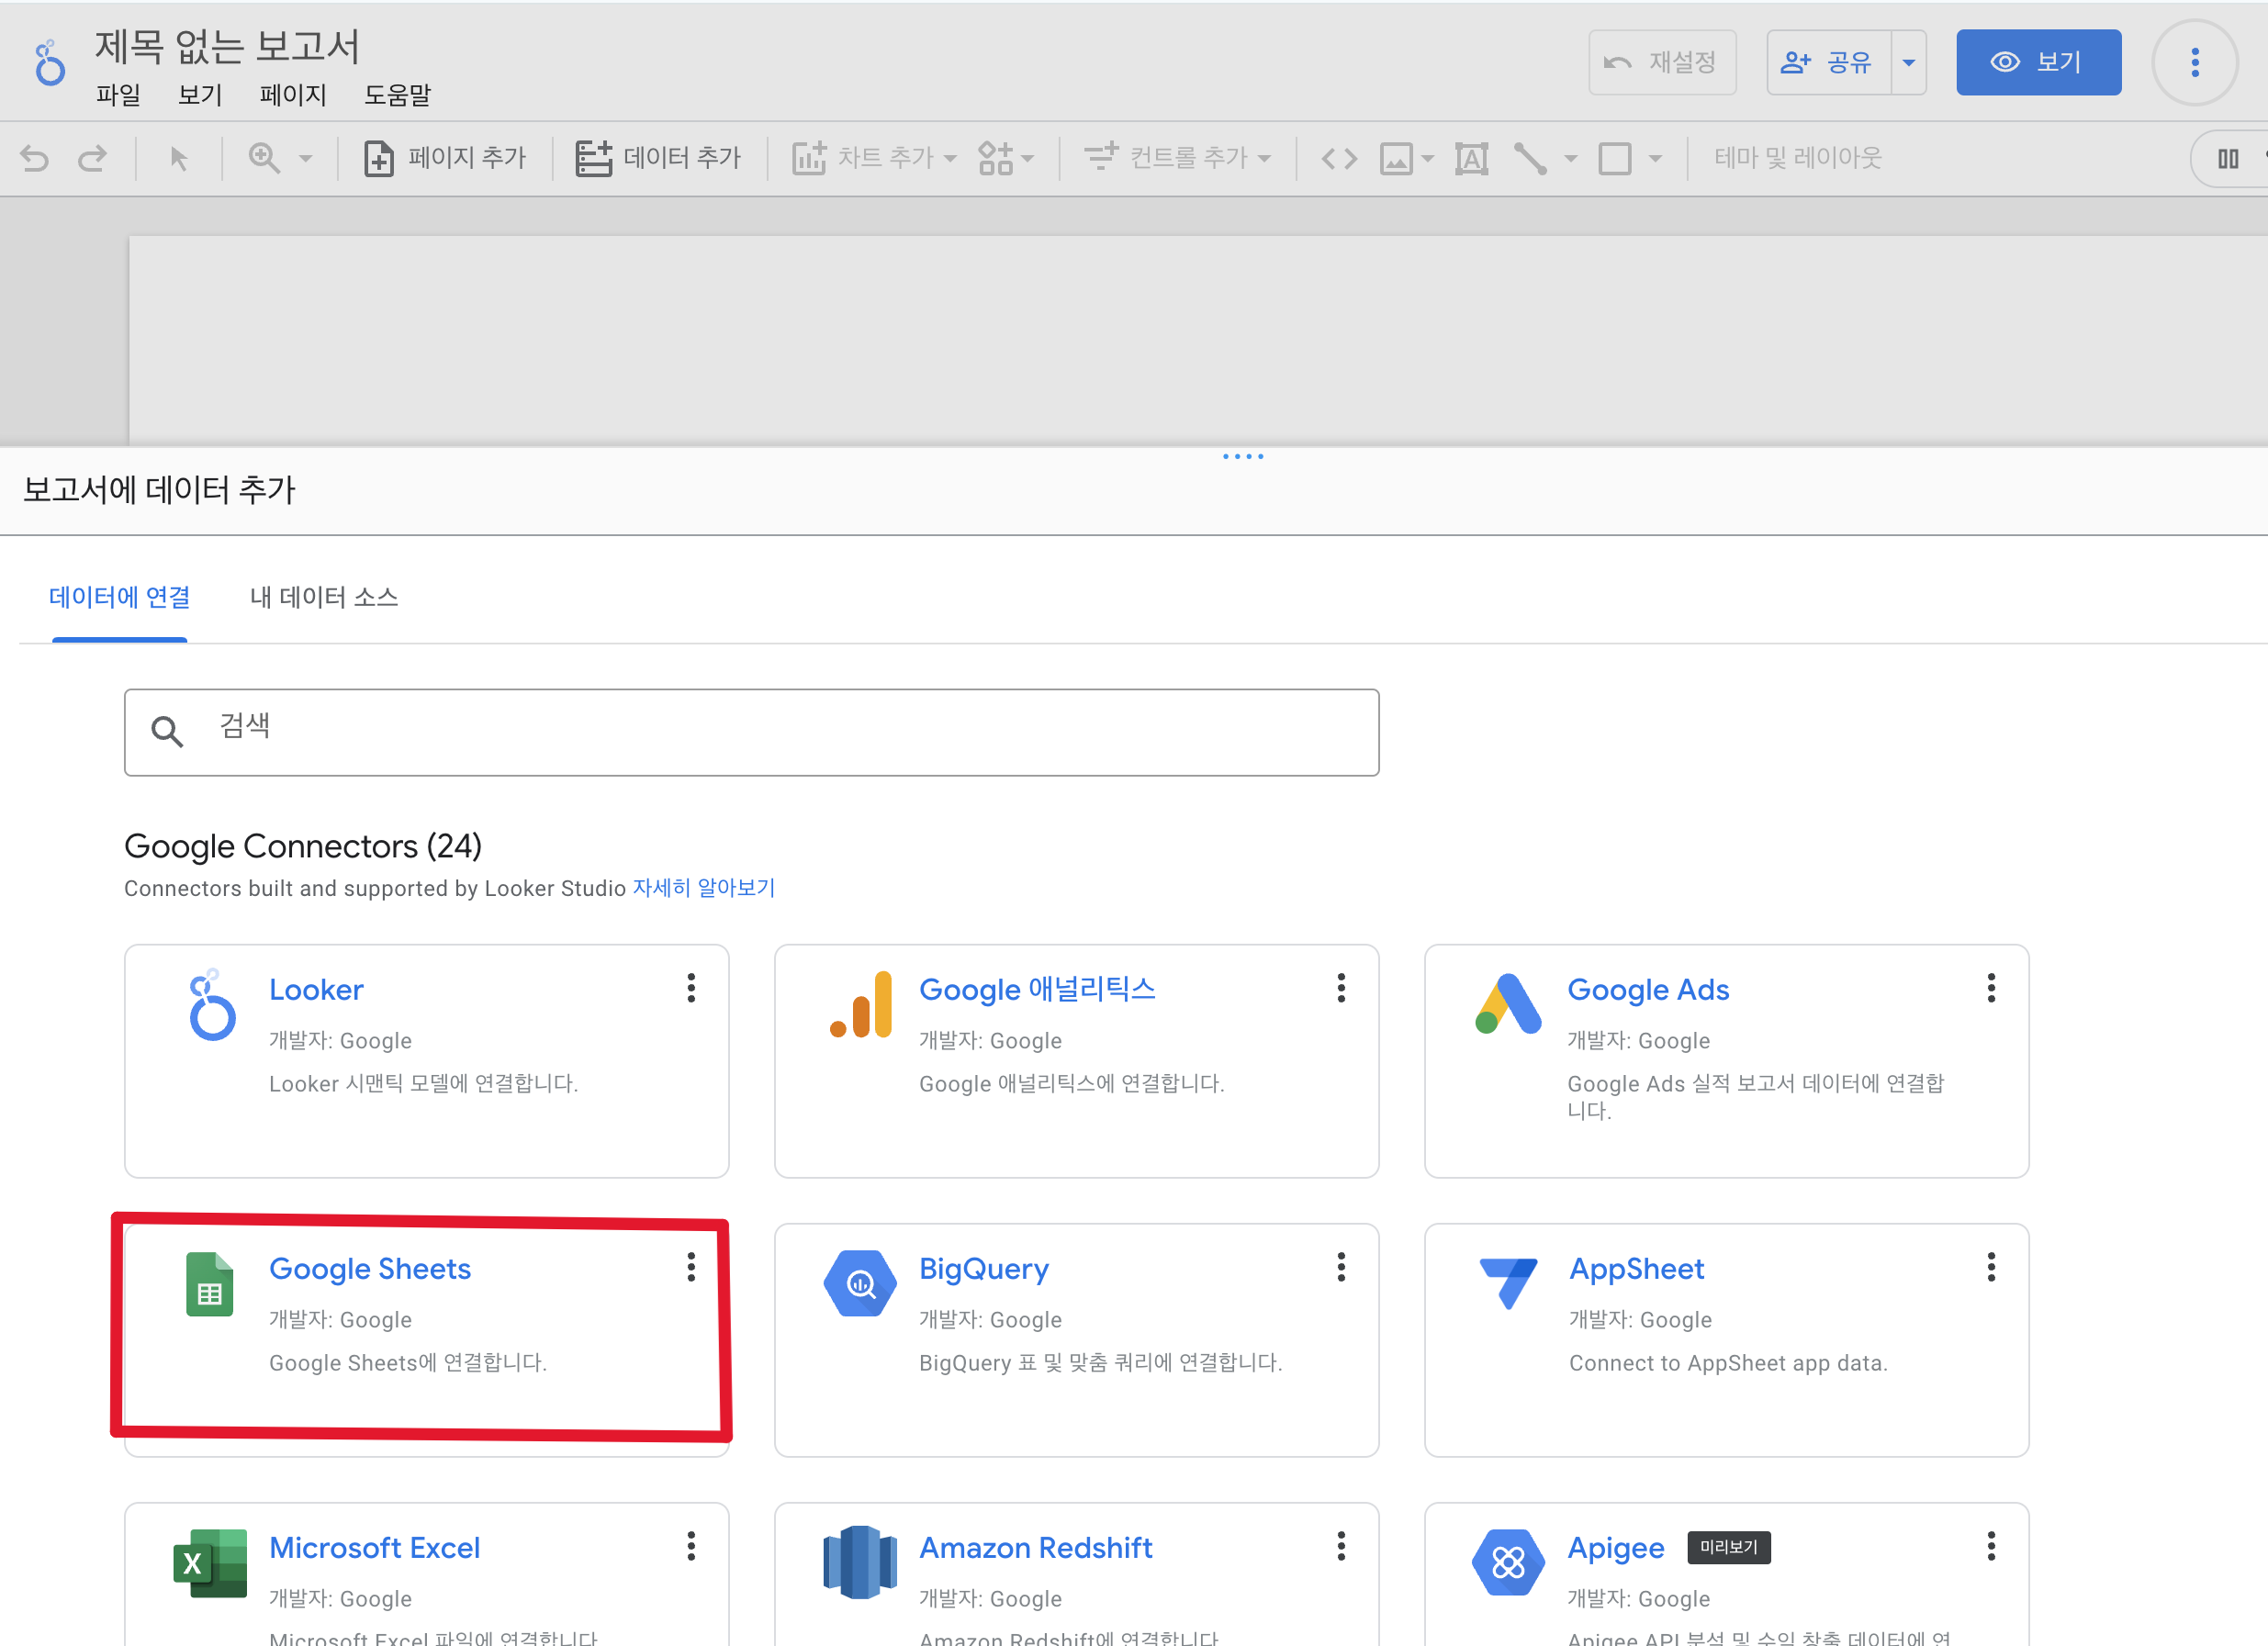 제목 없는 보고서
파일 보기 페이지 도움말
재설정 공유 보기
페이지 추가 데이터 추가 차트 추가 컨트롤 추가 테마 및 레이아웃
보고서에 데이터 추가
데이터에 연결 내 데이터 소스
검색
Google Connectors (24)
Connectors built and supported by Looker Studio 자세히 알아보기
Looker
개발자: Google
Looker 시맨틱 모델에 연결합니다.
Google 애널리틱스
개발자: Google
Google 애널리틱스에 연결합니다.
Google Ads
개발자: Google
Google Ads 실적 보고서 데이터에 연결합
니다.
Google Sheets
개발자: Google
Google Sheets에 연결합니다.
BigQuery
개발자: Google
BigQuery 표 및 맞춤 쿼리에 연결합니다.
AppSheet
개발자: Google
Connect to AppSheet app data.
Microsoft Excel
개발자: Google
Microsoft Excel 파일에 연결합니다
Amazon Redshift
개발자: Google
Amazon Redshift에 연결합니다
Apigee 미리보기
개발자: Google
Apigee API 분석 및 수익 창출 데이터에 연